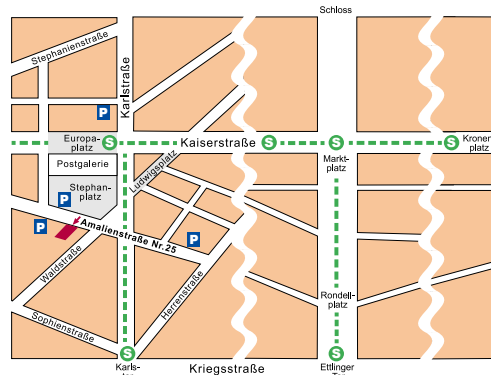 Schloss
Stephanienstraße
Karlstraße
P
Europa-
platz
S
Kaiserstraße
S
S
S
Kroner
platz
Markt-
platz
Postgalerie
Ludwigsplatz
Stephan-
platz
P
P
Amalienstraße Nr.25
P
Waldstraße
Herrenstraße
Rondell-
platz
Sophienstraße
S
S
Karls-
Kriegsstraße
Ettlinger